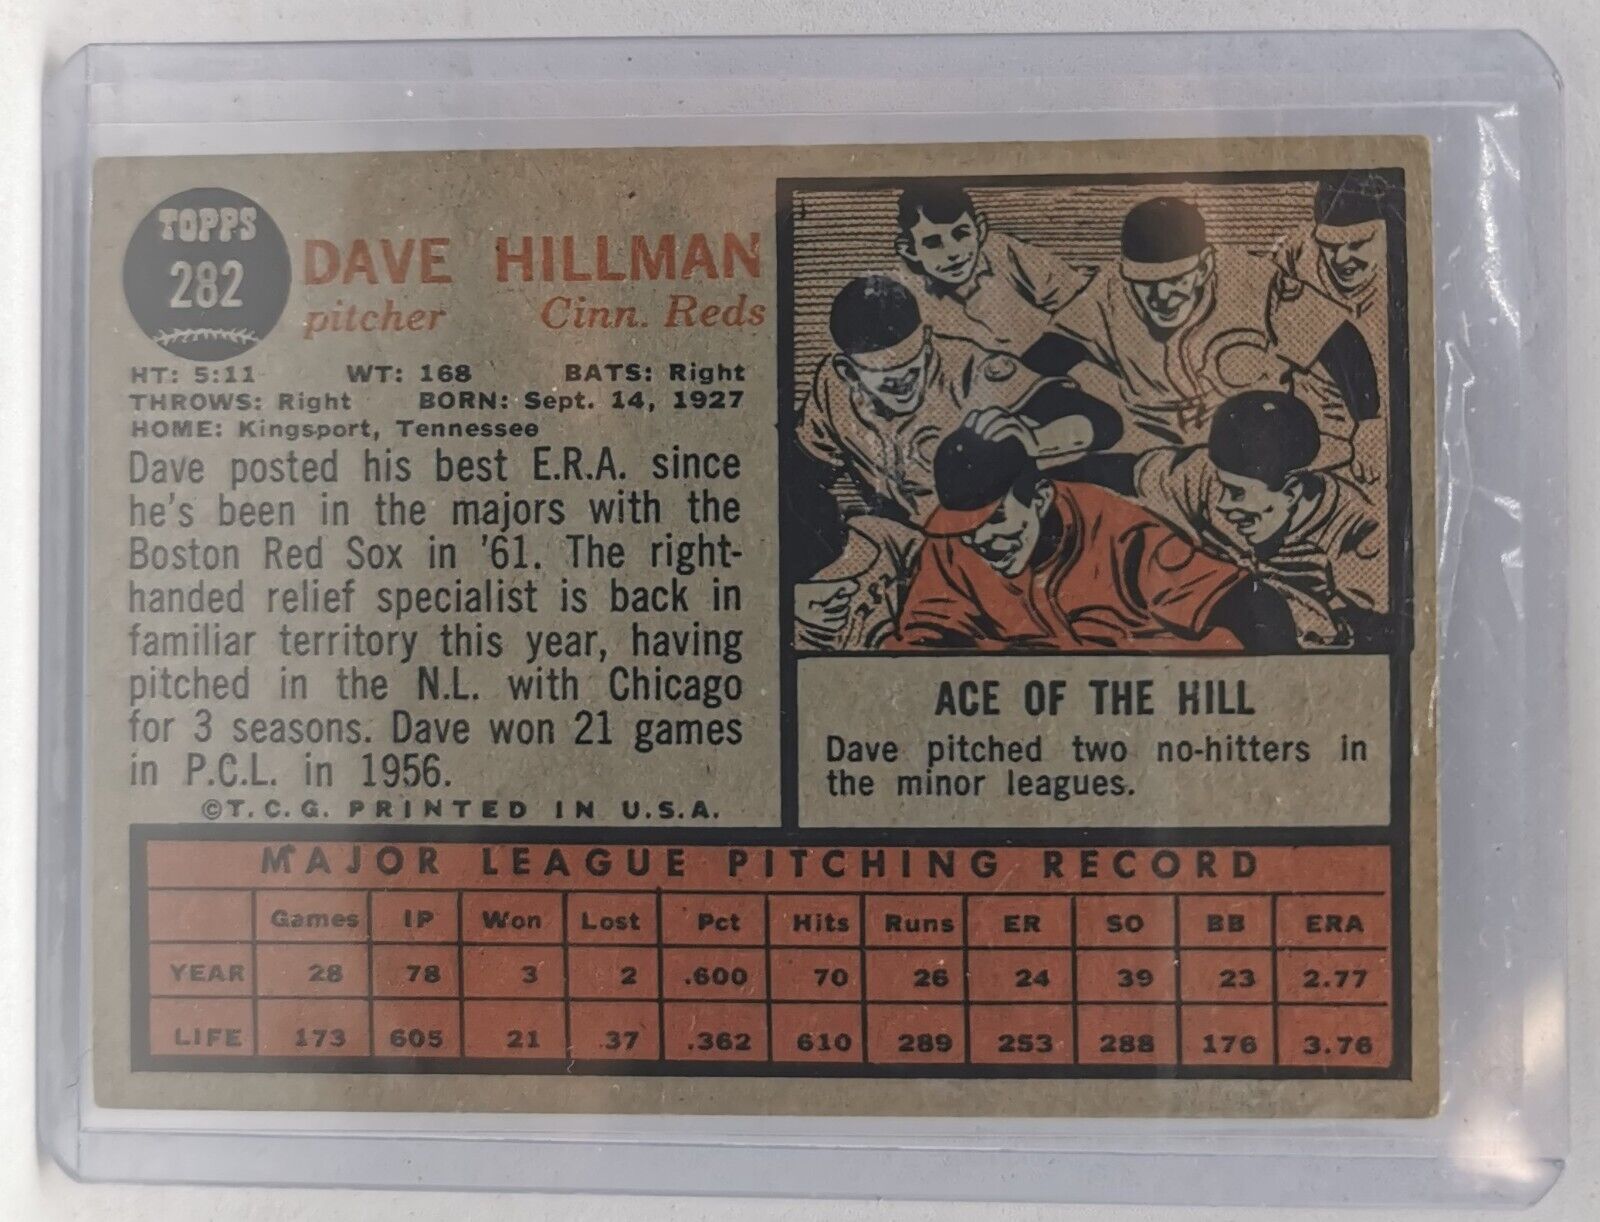 TOPPS
282
DAVE HILLMAN
pitcher Cinn. Reds
HT: 5:11 WT: 168 BATS: Right
THROWS: Right BORN: Sept. 14, 1927
HOME: Kingsport, Tennessee
Dave posted his best E.R.A. since
he's been in the majors with the
Boston Red Sox in '61. The right-
handed relief specialist is back in
familiar territory this year, having
pitched in the N.L. with Chicago
for 3 seasons. Dave won 21 games
in P.C.L. in 1956.
©T.C.G. PRINTED IN U.S.A.
C
ACE OF THE HILL
Dave pitched two no-hitters in
the minor leagues.
MAJOR LEAGUE PITCHING RECORD
Games IP Won Lost Pct Hits Runs ER SO BB ERA
YEAR 28 78 3 2 .600 70 26 24 39 23 2.77
LIFE 173 605 21 37 .362 610 289 253 288 176 3.76